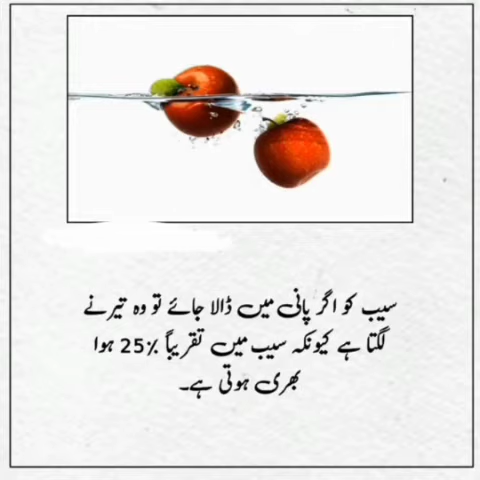 سیب کو اگر پانی میں ڈالا جائے تو وہ تیرنے
لگتا ہے کیونکہ سیب میں تقریباً 25٪ ہوا
بھری ہوتی ہے۔